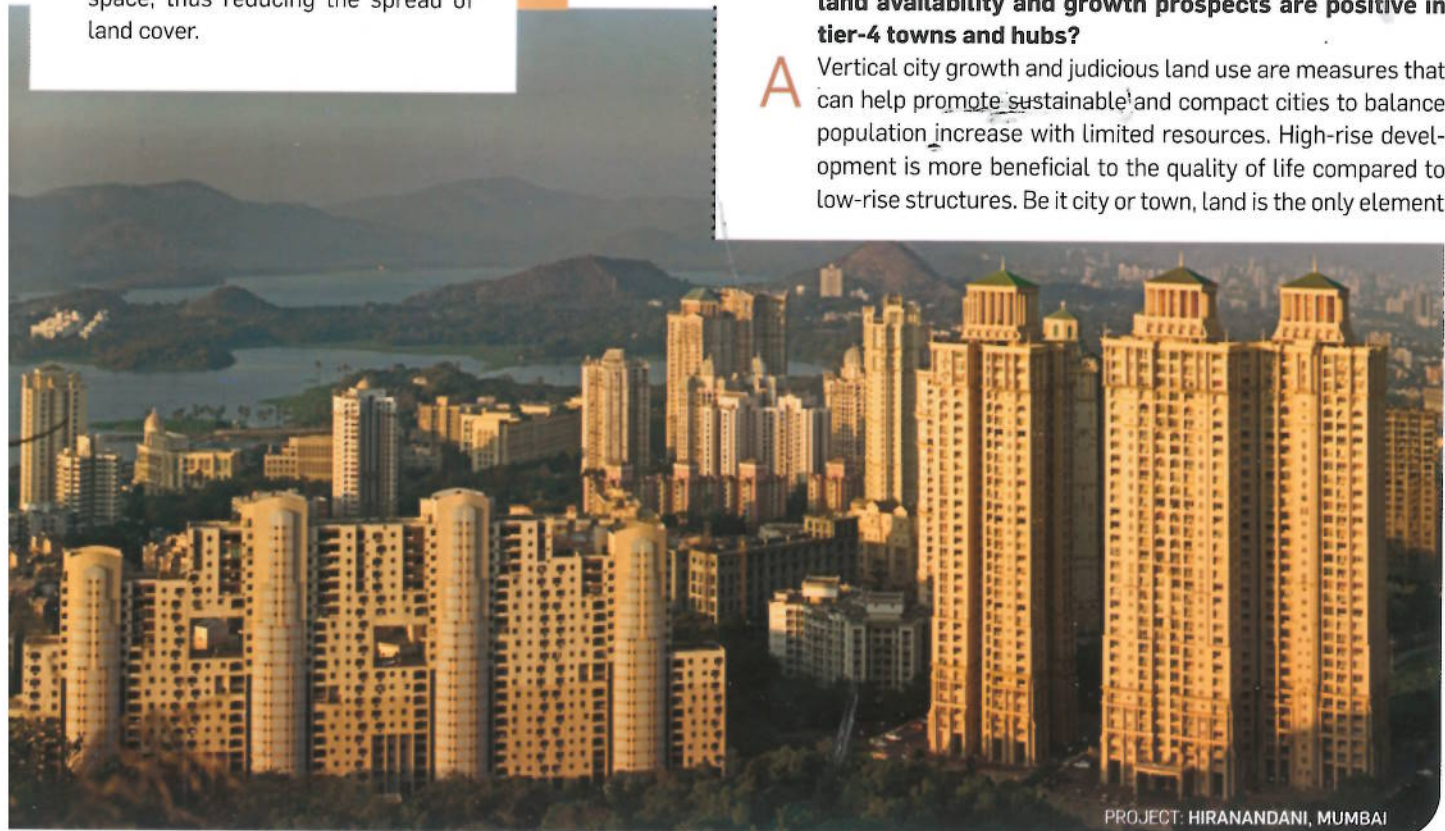 space, thus reducing the spread of
land cover.
land availability and growth prospects are positive in
tier-4 towns and hubs?
A Vertical city growth and judicious land use are measures that
can help promote sustainable and compact cities to balance
population increase with limited resources. High-rise devel-
opment is more beneficial to the quality of life compared to
low-rise structures. Be it city or town, land is the only element
PROJECT: HIRANANDANI, MUMBAI